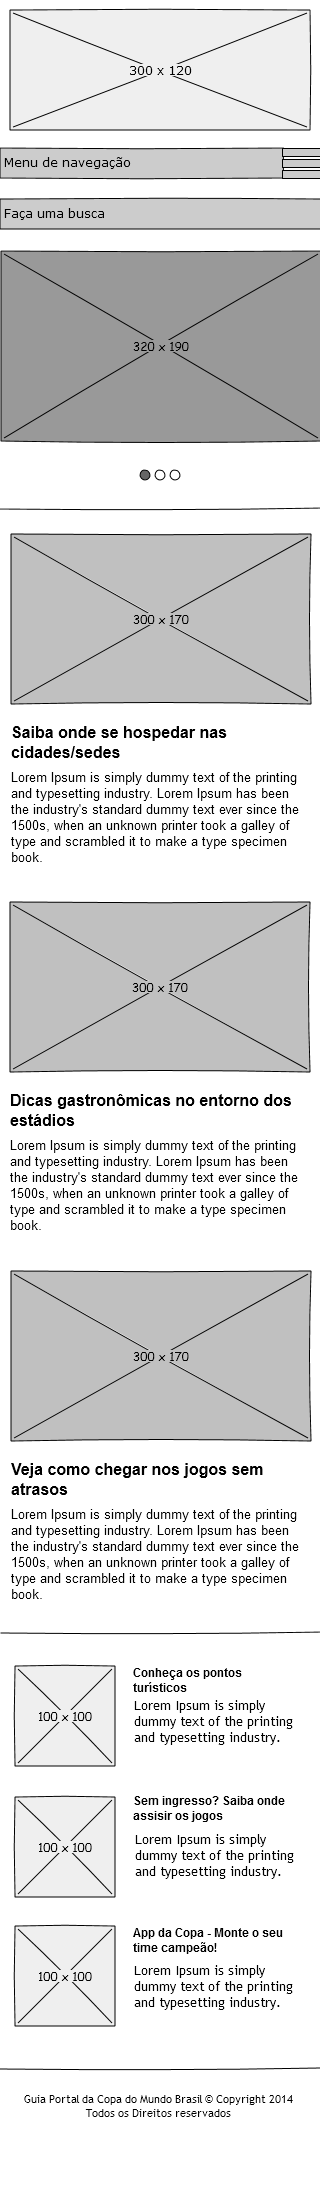 300 x 120
Menu de navegação
Faça uma busca
320 x 190
300 x 170
Saiba onde se hospedar nas
cidades/sedes
Lorem Ipsum is simply dummy text of the printing
and typesetting industry. Lorem Ipsum has been
the industry's standard dummy text ever since the
1500s, when an unknown printer took a galley of
type and scrambled it to make a type specimen
book.
300 x 170
Dicas gastronômicas no entorno dos
estádios
Lorem Ipsum is simply dummy text of the printing
and typesetting industry. Lorem Ipsum has been
the industry's standard dummy text ever since the
1500s, when an unknown printer took a galley of
type and scrambled it to make a type specimen
book.
300 x 170
Veja como chegar nos jogos sem
atrasos
Lorem Ipsum is simply dummy text of the printing
and typesetting industry. Lorem Ipsum has been
the industry's standard dummy text ever since the
1500s, when an unknown printer took a galley of
type and scrambled it to make a type specimen
book.
100 x 100
Conheça os pontos
turísticos
Lorem Ipsum is simply
dummy text of the printing
and typesetting industry.
100 x 100
Sem ingresso? Saiba onde
assisir os jogos
Lorem Ipsum is simply
dummy text of the printing
and typesetting industry.
100 x 100
App da Copa - Monte o seu
time campeão!
Lorem Ipsum is simply
dummy text of the printing
and typesetting industry.
Guia Portal da Copa do Mundo Brasil © Copyright 2014
Todos os Direitos reservados